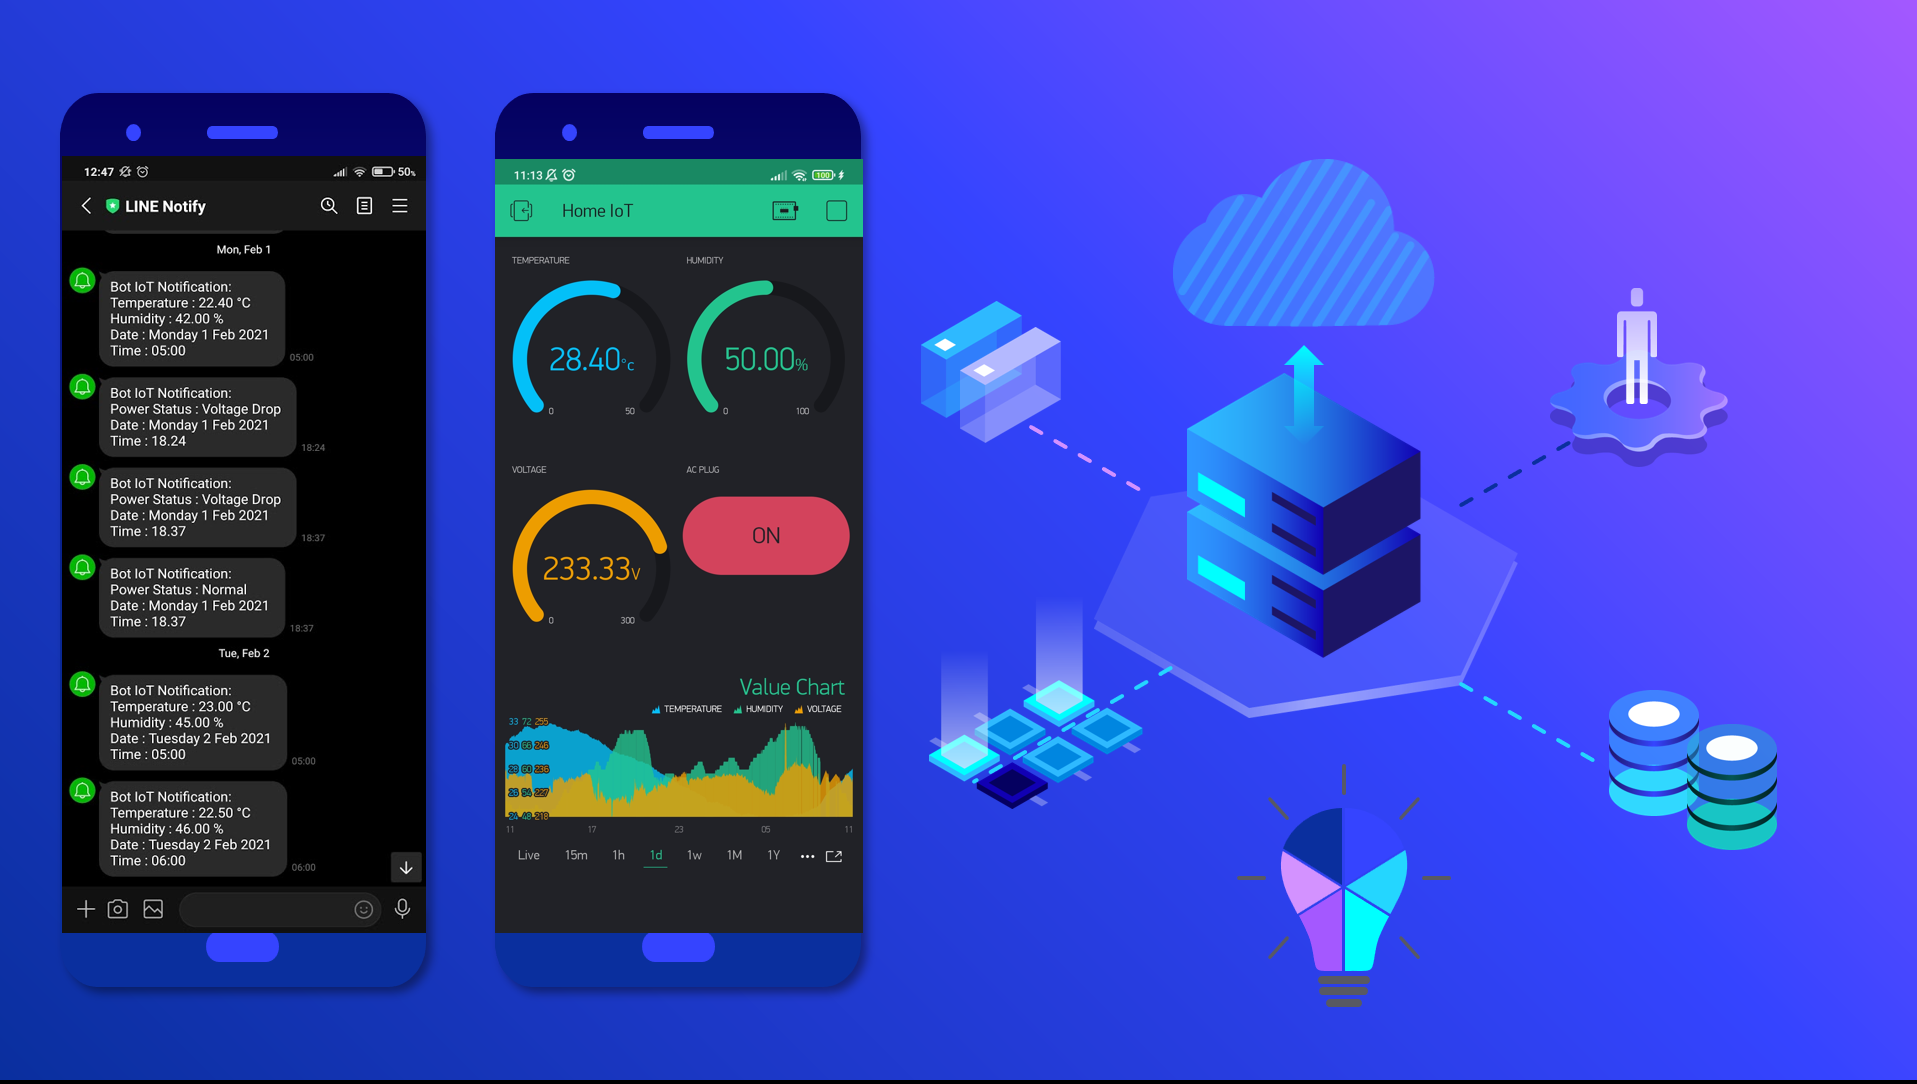 12:47
50%
LINE Notify
Mon, Feb 1
Bot IoT Notification:
Temperature : 22.40 °C
Humidity : 42.00 %
Date : Monday 1 Feb 2021
Time : 05:00
05:00
Bot IoT Notification:
Power Status : Voltage Drop
Date : Monday 1 Feb 2021
Time : 18.24
18:24
Bot IoT Notification:
Power Status : Voltage Drop
Date : Monday 1 Feb 2021
Time : 18.37
18:37
Bot IoT Notification:
Power Status : Normal
Date : Monday 1 Feb 2021
Time : 18.37
18:37
Tue, Feb 2
Bot IoT Notification:
Temperature : 23.00 °C
Humidity : 45.00 %
Date : Tuesday 2 Feb 2021
Time : 05:00
05:00
Bot IoT Notification:
Temperature : 22.50 °C
Humidity : 46.00 %
Date : Tuesday 2 Feb 2021
Time : 06:00
06:00
11:13
100
Home IoT
TEMPERATURE
28.40°C
0 50
HUMIDITY
50.00%
0 100
VOLTAGE
233.33V
0 300
AC PLUG
ON
Value Chart
TEMPERATURE HUMIDITY VOLTAGE
33 72 255
30 66 246
28 60 236
26 54 227
24 48 218
11 17 23 05 11
Live 15m 1h 1d 1w 1M 1Y